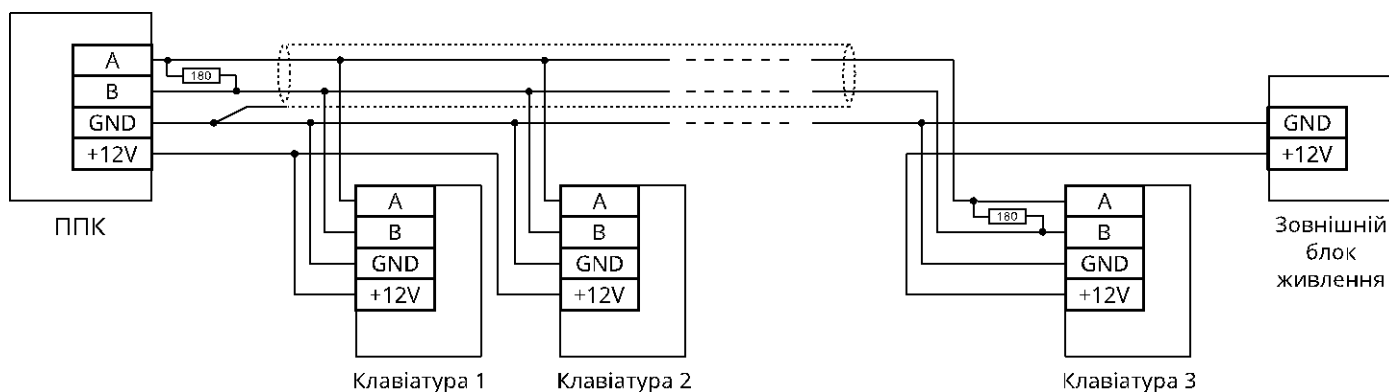 A
B
GND
+12V
180
ППК
A
B
GND
+12V
Клавіатура 1
A
B
GND
+12V
Клавіатура 2
180
A
B
GND
+12V
Клавіатура 3
GND
+12V
Зовнішній
блок
живлення